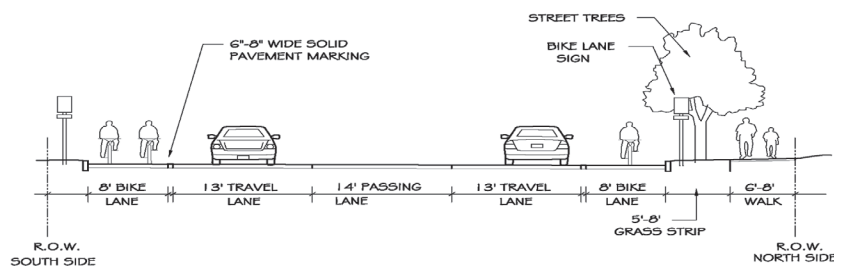 STREET TREES
6"-8" WIDE SOLID
PAVEMENT MARKING
BIKE LANE
SIGN
8' BIKE
LANE
13' TRAVEL
LANE
14' PASSING
LANE
13' TRAVEL
LANE
8' BIKE
LANE
6'-8'
WALK
5'-8'
GRASS STRIP
R.O.W.
SOUTH SIDE
R.O.W.
NORTH SIDE